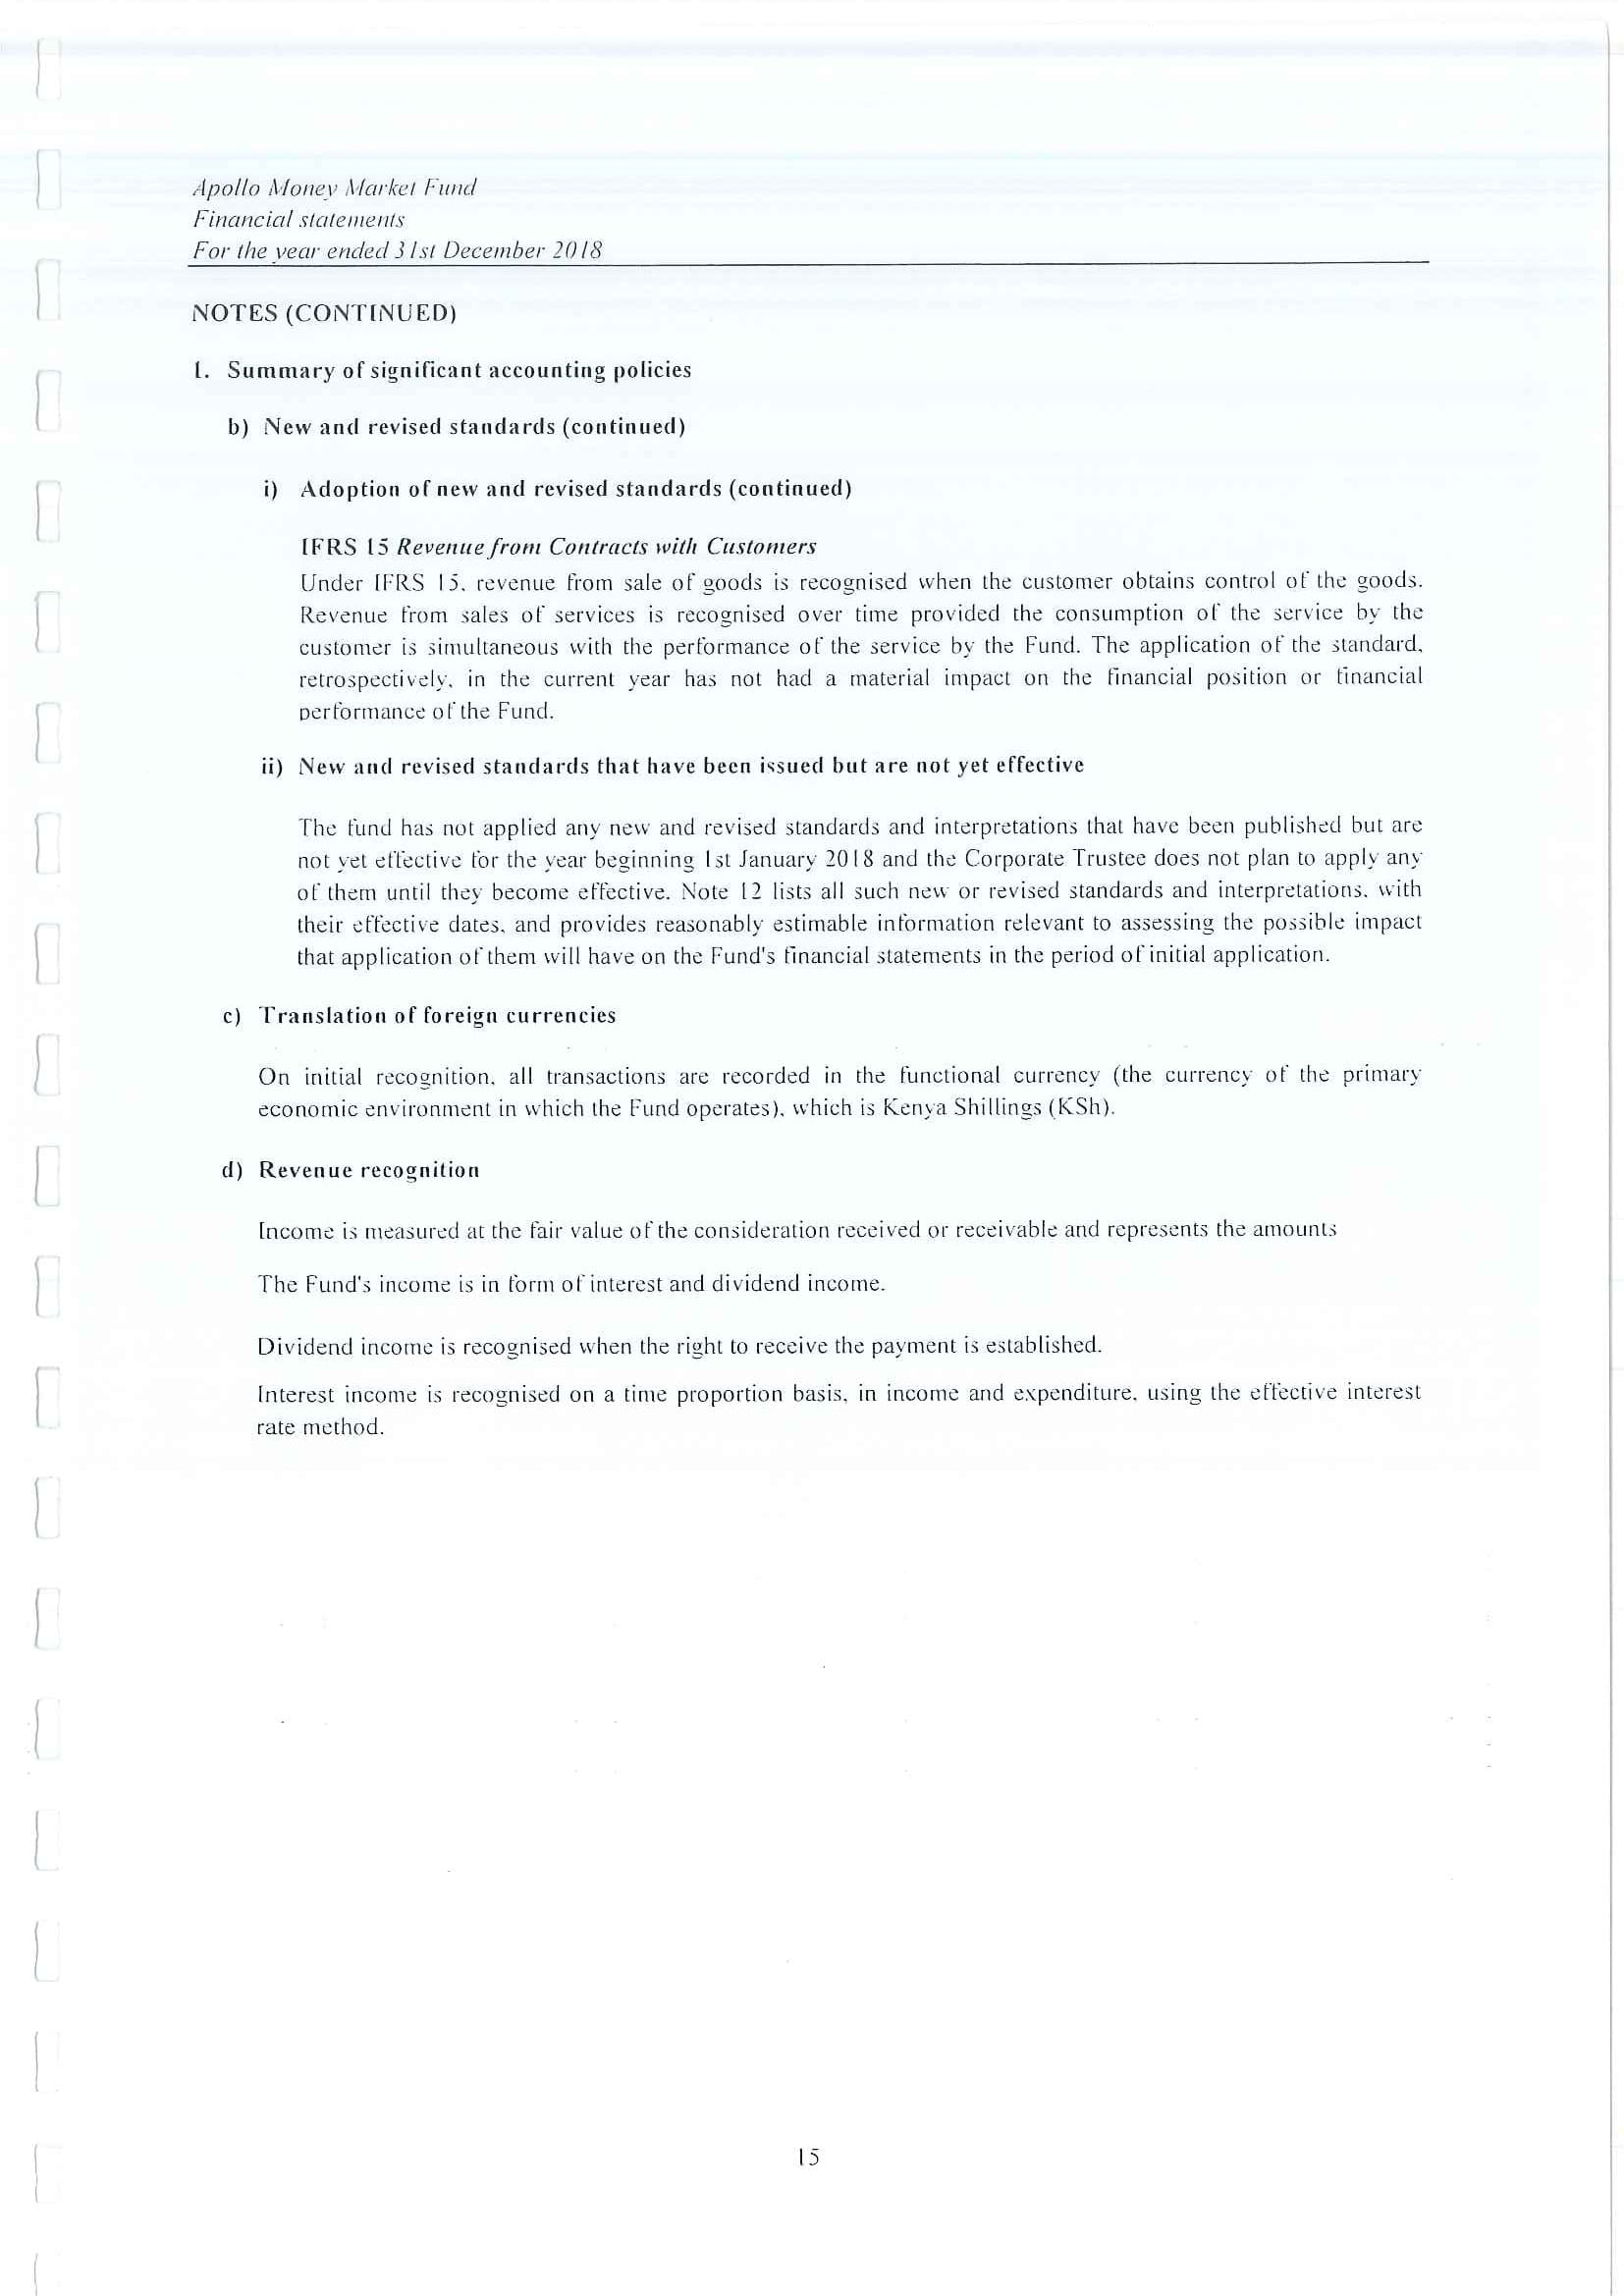 Apollo Money Market Fund
Financial statements
For the year ended 31st December 2018
NOTES (CONTINUED)
1. Summary of significant accounting policies
b) New and revised standards (continued)
i) Adoption of new and revised standards (continued)
IFRS 15 Revenue from Contracts with Customers
Under IFRS 15, revenue from sale of goods is recognised when the customer obtains control of the goods.
Revenue from sales of services is recognised over time provided the consumption of the service by the
customer is simultaneous with the performance of the service by the Fund. The application of the standard,
retrospectively, in the current year has not had a material impact on the financial position or financial
performance of the Fund.
ii) New and revised standards that have been issued but are not yet effective
The fund has not applied any new and revised standards and interpretations that have been published but are
not yet effective for the year beginning 1st January 2018 and the Corporate Trustee does not plan to apply any
of them until they become effective. Note 12 lists all such new or revised standards and interpretations, with
their effective dates, and provides reasonably estimable information relevant to assessing the possible impact
that application of them will have on the Fund's financial statements in the period of initial application.
c) Translation of foreign currencies
On initial recognition, all transactions are recorded in the functional currency (the currency of the primary
economic environment in which the Fund operates), which is Kenya Shillings (KSh).
d) Revenue recognition
Income is measured at the fair value of the consideration received or receivable and represents the amounts
The Fund's income is in form of interest and dividend income.
Dividend income is recognised when the right to receive the payment is established.
Interest income is recognised on a time proportion basis, in income and expenditure, using the effective interest
rate method.
15